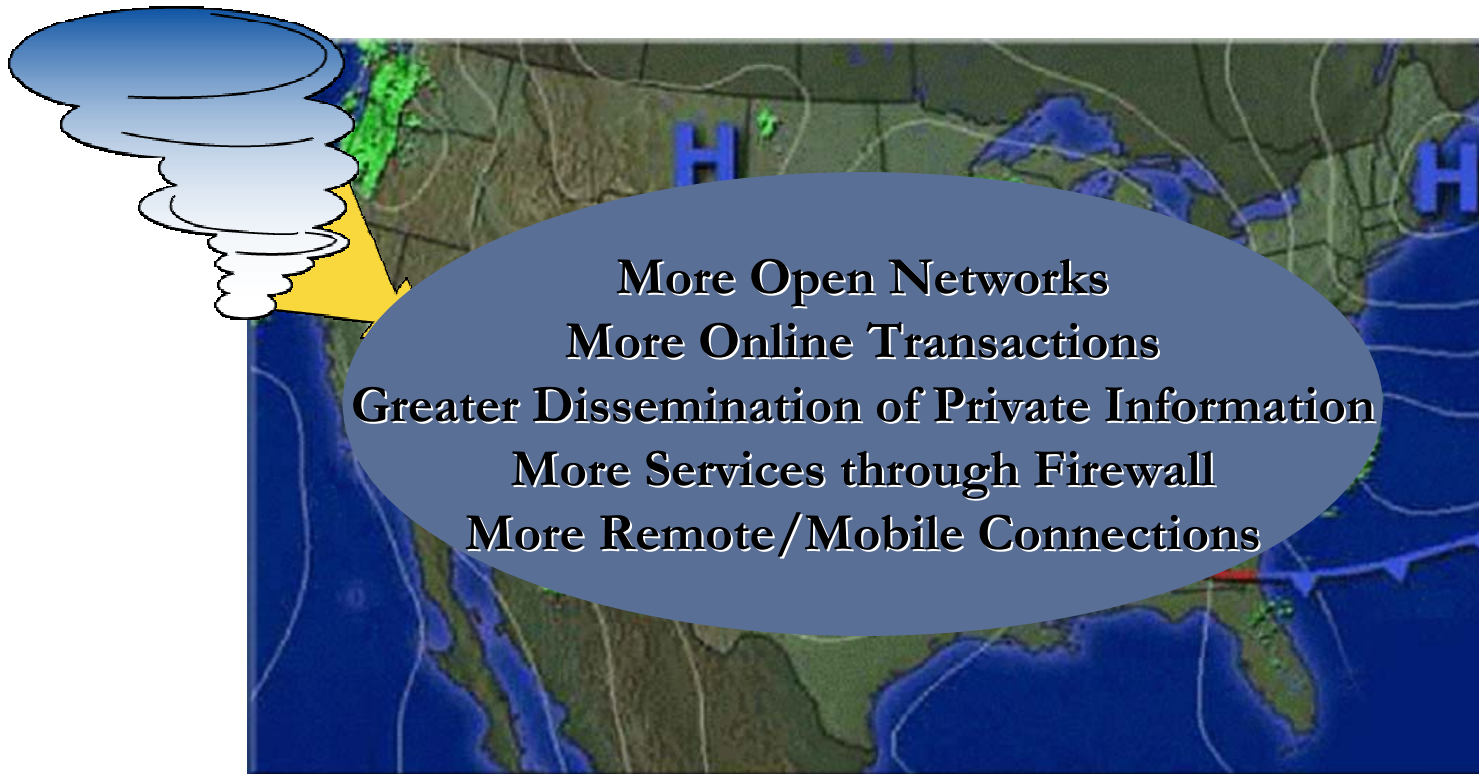 H
H
More Open Networks
More Online Transactions
Greater Dissemination of Private Information
More Services through Firewall
More Remote/Mobile Connections